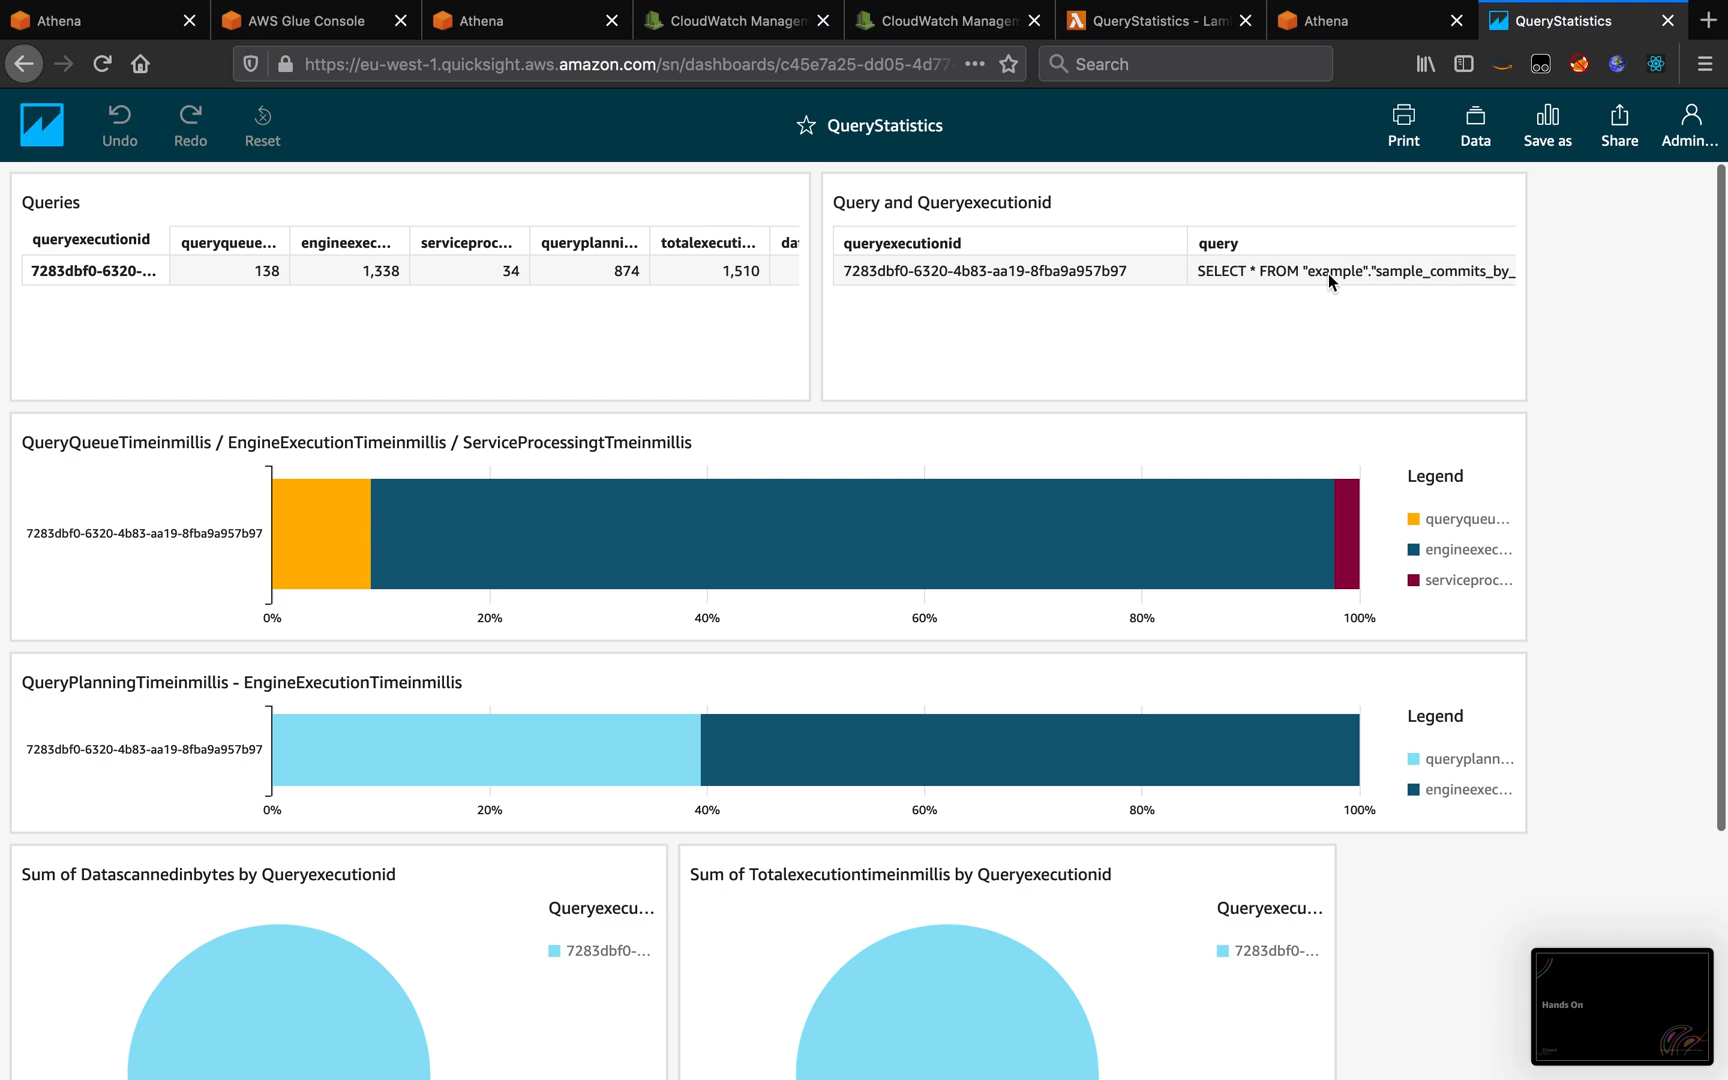 Athena
AWS Glue Console
Athena
CloudWatch Managem
CloudWatch Managem
QueryStatistics - Lam
Athena
QueryStatistics
https://eu-west-1.quicksight.aws.amazon.com/sn/dashboards/c45e7a25-dd05-4d77
Search
Undo
Redo
Reset
QueryStatistics
Print
Data
Save as
Share
Admin...
Queries
queryexecutionid queryqueue... engineexec... serviceproc... queryplanni... totalexecuti... da
7283dbf0-6320-... 138 1,338 34 874 1,510
Query and Queryexecutionid
queryexecutionid query
7283dbf0-6320-4b83-aa19-8fba9a957b97 SELECT * FROM "example"."sample_commits_by_
QueryQueueTimeinmillis / EngineExecutionTimeinmillis / ServiceProcessingtTmeinmillis
7283dbf0-6320-4b83-aa19-8fba9a957b97
0% 20% 40% 60% 80% 100%
Legend
queryqueu...
engineexec...
serviceproc...
QueryPlanningTimeinmillis - EngineExecutionTimeinmillis
7283dbf0-6320-4b83-aa19-8fba9a957b97
0% 20% 40% 60% 80% 100%
Legend
queryplann...
engineexec...
Sum of Datascannedinbytes by Queryexecutionid
Queryexecu...
7283dbf0-...
Sum of Totalexecutiontimeinmillis by Queryexecutionid
Queryexecu...
7283dbf0-...
Hands On